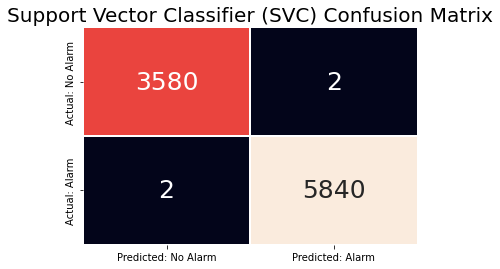 Support Vector Classifier (SVC) Confusion Matrix
Actual: No Alarm
3580 2
Actual: Alarm
2 5840
Predicted: No Alarm Predicted: Alarm